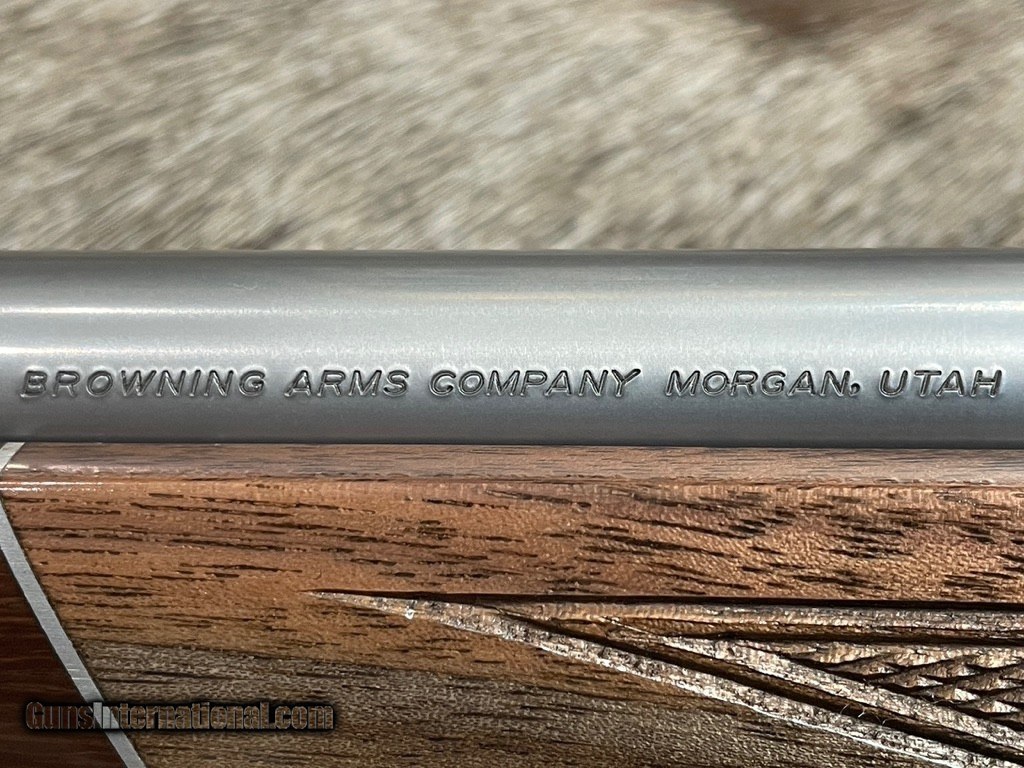 BROWNING ARMS COMPANY MORGAN, UTAH
GunsInternational.com